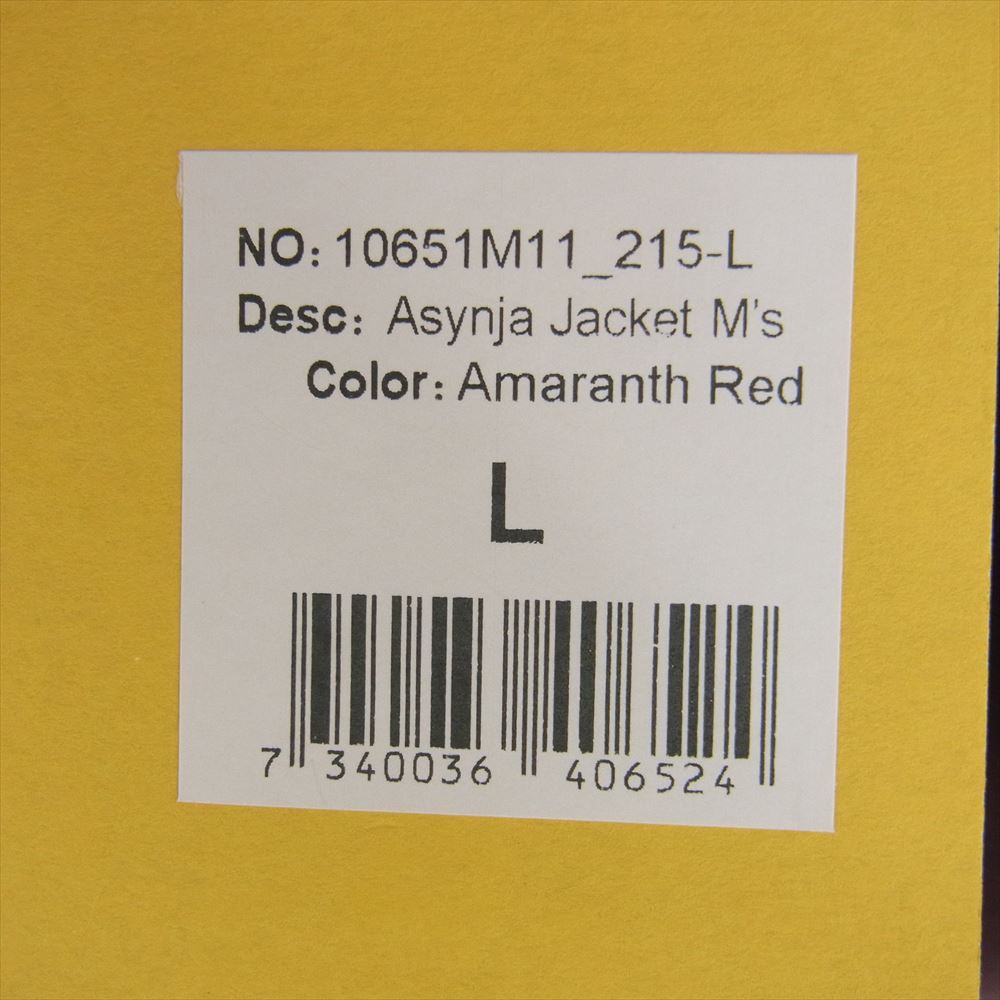 NO: 10651M11_215-L
Desc: Asynja Jacket M's
Color: Amaranth Red
L
7 340036 406524